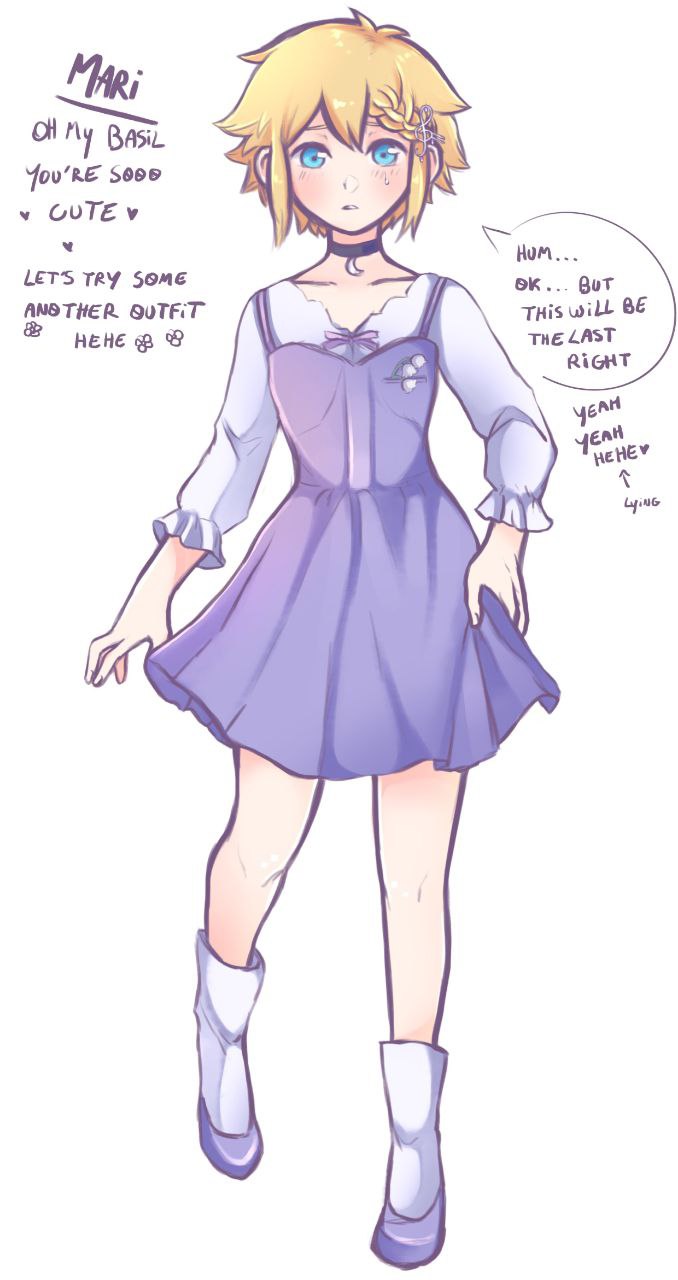 MARi
OH My BASiL
YOU'RE SOOO
♥ CUTE ♥
♥
LET'S TRY SOME
ANOTHER OUTFiT
HEHE
HUM...
OK... BUT
THiS WiLL BE
THE LAST
RiGHT
YEAH
YEAH
HEHE♥
↑
LyiNG